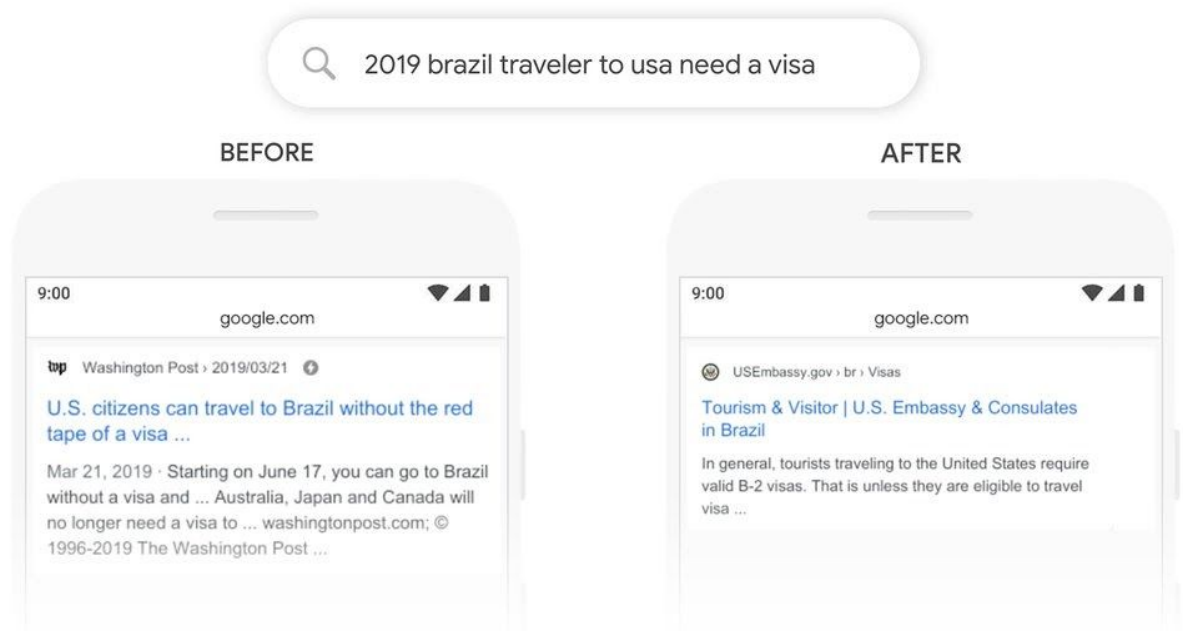 2019 brazil traveler to usa need a visa
BEFORE
9:00
google.com
wp Washington Post › 2019/03/21
U.S. citizens can travel to Brazil without the red
tape of a visa ...
Mar 21, 2019 · Starting on June 17, you can go to Brazil
without a visa and ... Australia, Japan and Canada will
no longer need a visa to ... washingtonpost.com; ©
1996-2019 The Washington Post ...
AFTER
9:00
google.com
USEmbassy.gov › br › Visas
Tourism & Visitor | U.S. Embassy & Consulates
in Brazil
In general, tourists traveling to the United States require
valid B-2 visas. That is unless they are eligible to travel
visa ...